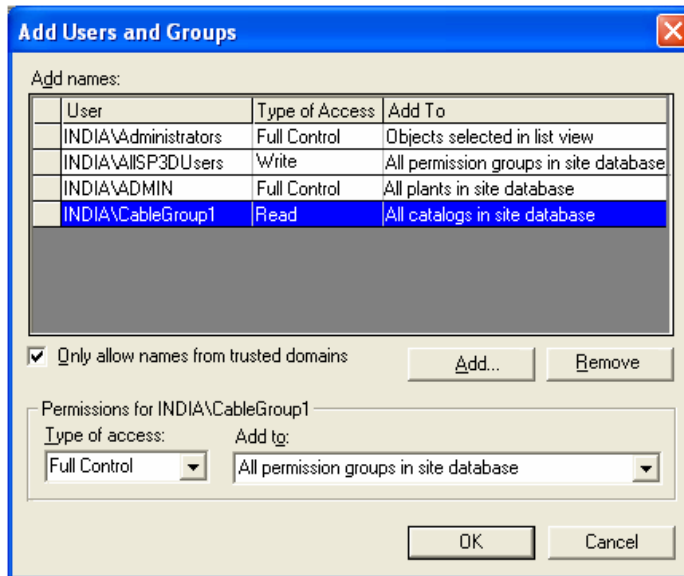 Add Users and Groups
Add names:
User Type of Access Add To
INDIA\Administrators Full Control Objects selected in list view
INDIA\AllSP3DUsers Write All permission groups in site database
INDIA\ADMIN Full Control All plants in site database
INDIA\CableGroup1 Read All catalogs in site database
Only allow names from trusted domains Add... Remove
Permissions for INDIA\CableGroup1
Type of access: Add to:
Full Control All permission groups in site database
OK Cancel